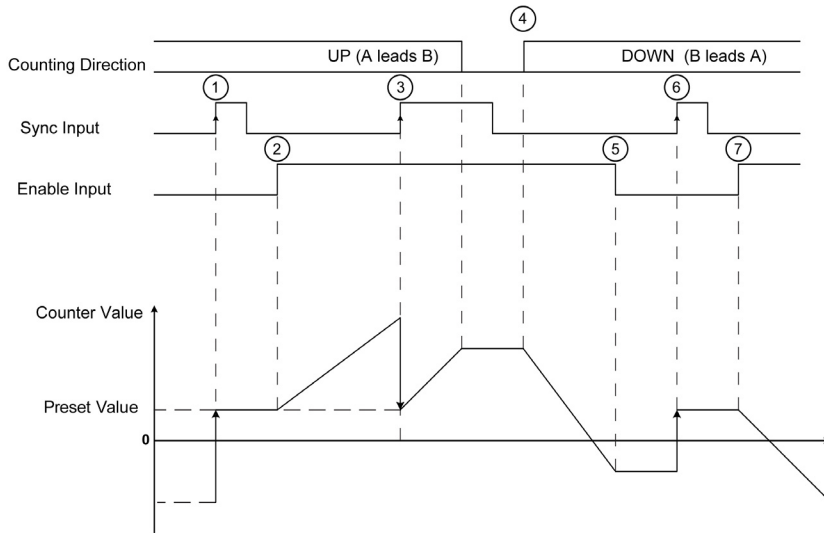 4
UP (A leads B)
DOWN (B leads A)
Counting Direction
1
3
6
Sync Input
2
5
7
Enable Input
Counter Value
Preset Value
0